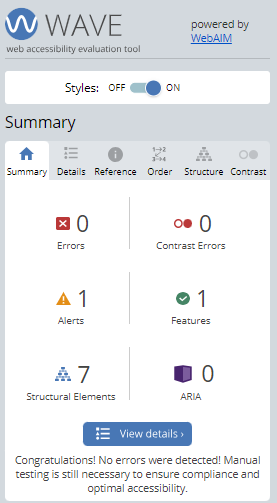 WAVE
powered by
WebAIM
web accessibility evaluation tool
Styles: OFF ON
Summary
Summary Details Reference Order Structure Contrast
0 0
Errors Contrast Errors
1 1
Alerts Features
7 0
Structural Elements ARIA
View details ›
Congratulations! No errors were detected! Manual
testing is still necessary to ensure compliance and
optimal accessibility.